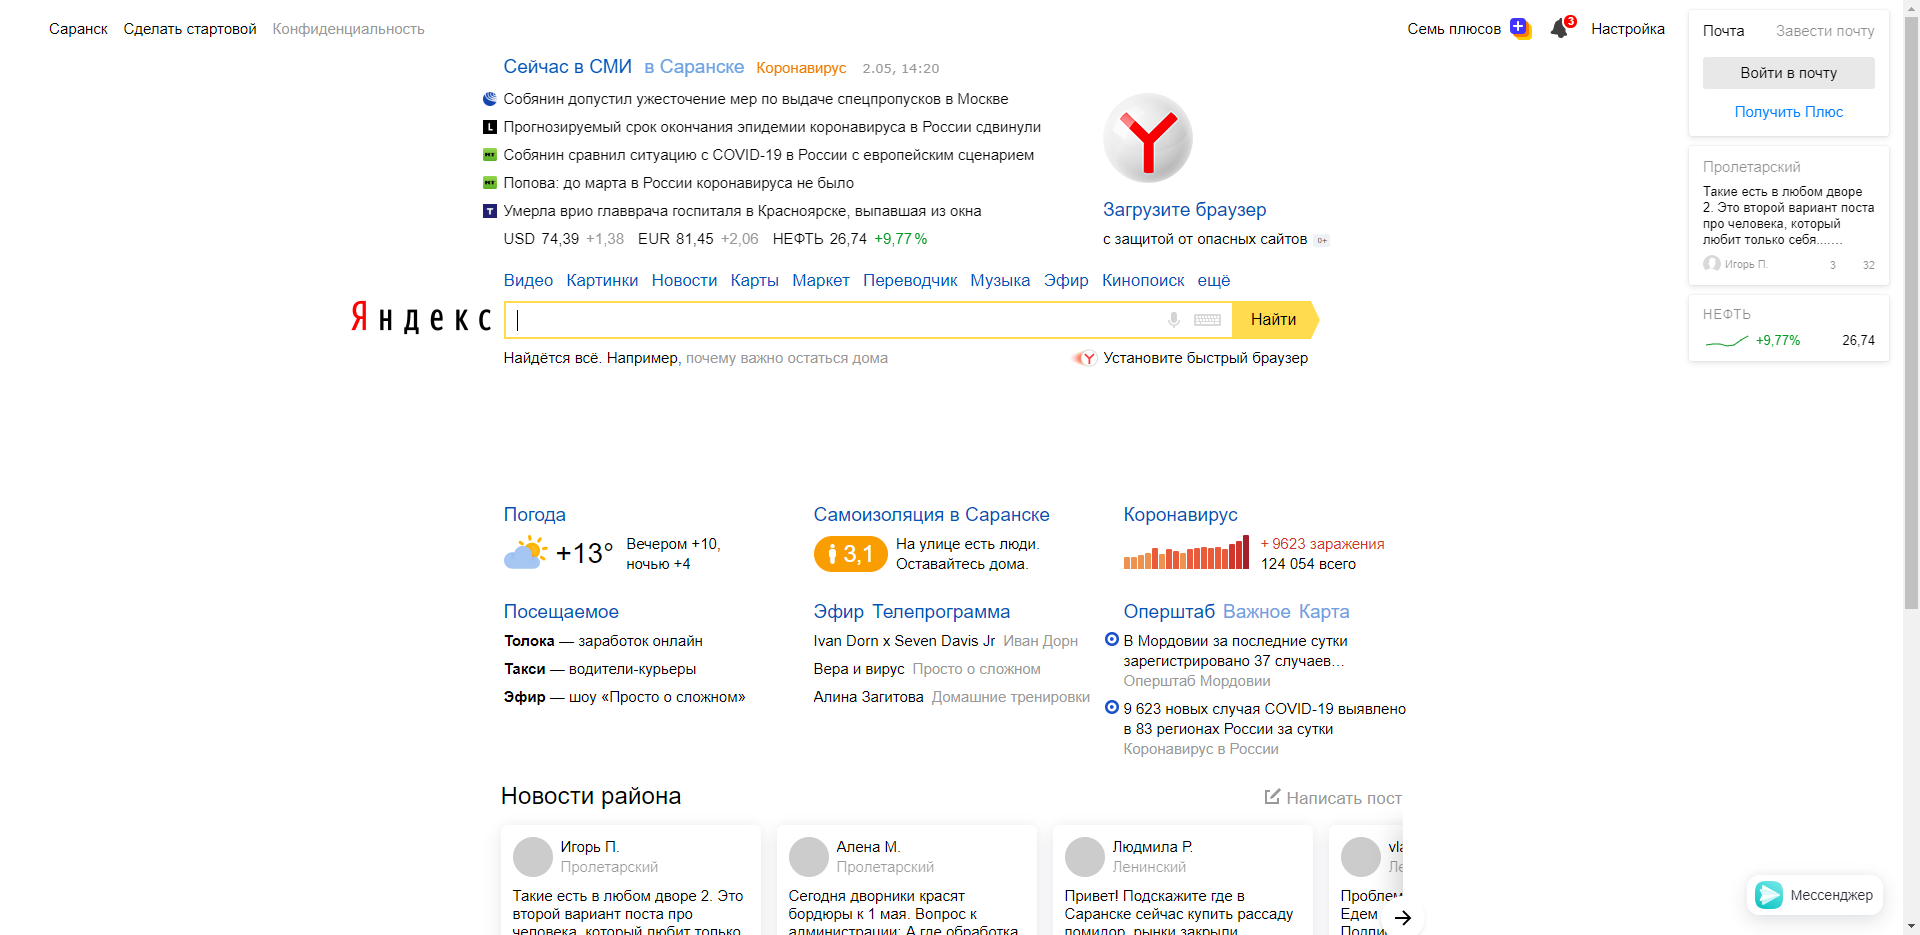 Саранск Сделать стартовой Конфиденциальность
Семь плюсов 3 Настройка
Почта Завести почту
Войти в почту
Получить Плюс
Сейчас в СМИ в Саранске Коронавирус 2.05, 14:20
Собянин допустил ужесточение мер по выдаче спецпропусков в Москве
L Прогнозируемый срок окончания эпидемии коронавируса в России сдвинули
Собянин сравнил ситуацию с COVID-19 в России с европейским сценарием
Попова: до марта в России коронавируса не было
T Умерла врио главврача госпиталя в Красноярске, выпавшая из окна
USD 74,39 +1,38 EUR 81,45 +2,06 НЕФТЬ 26,74 +9,77%
Загрузите браузер
с защитой от опасных сайтов 0+
Пролетарский
Такие есть в любом дворе
2. Это второй вариант поста
про человека, который
любит только себя.……
Игорь П. 3 32
НЕФТЬ
+9,77% 26,74
Видео Картинки Новости Карты Маркет Переводчик Музыка Эфир Кинопоиск ещё
Яндекс
Найти
Найдётся всё. Например, почему важно остаться дома
Установите быстрый браузер
Погода
+13°
Вечером +10,
ночью +4
Самоизоляция в Саранске
3,1
На улице есть люди.
Оставайтесь дома.
Коронавирус
+ 9623 заражения
124 054 всего
Посещаемое
Толока — заработок онлайн
Такси — водители-курьеры
Эфир — шоу «Просто о сложном»
Эфир Телепрограмма
Ivan Dorn x Seven Davis Jr Иван Дорн
Вера и вирус Просто о сложном
Алина Загитова Домашние тренировки
Оперштаб Важное Карта
В Мордовии за последние сутки
зарегистрировано 37 случаев…
Оперштаб Мордовии
9 623 новых случая COVID-19 выявлено
в 83 регионах России за сутки
Коронавирус в России
Новости района
Написать пост
Игорь П.
Пролетарский
Такие есть в любом дворе 2. Это
второй вариант поста про
человека, который любит только
Алена М.
Пролетарский
Сегодня дворники красят
бордюры к 1 мая. Вопрос к
администрации: А где обработка
Людмила Р.
Ленинский
Привет! Подскажите где в
Саранске сейчас купить рассаду
помидор, рынки закрыли
Едем
Мессенджер